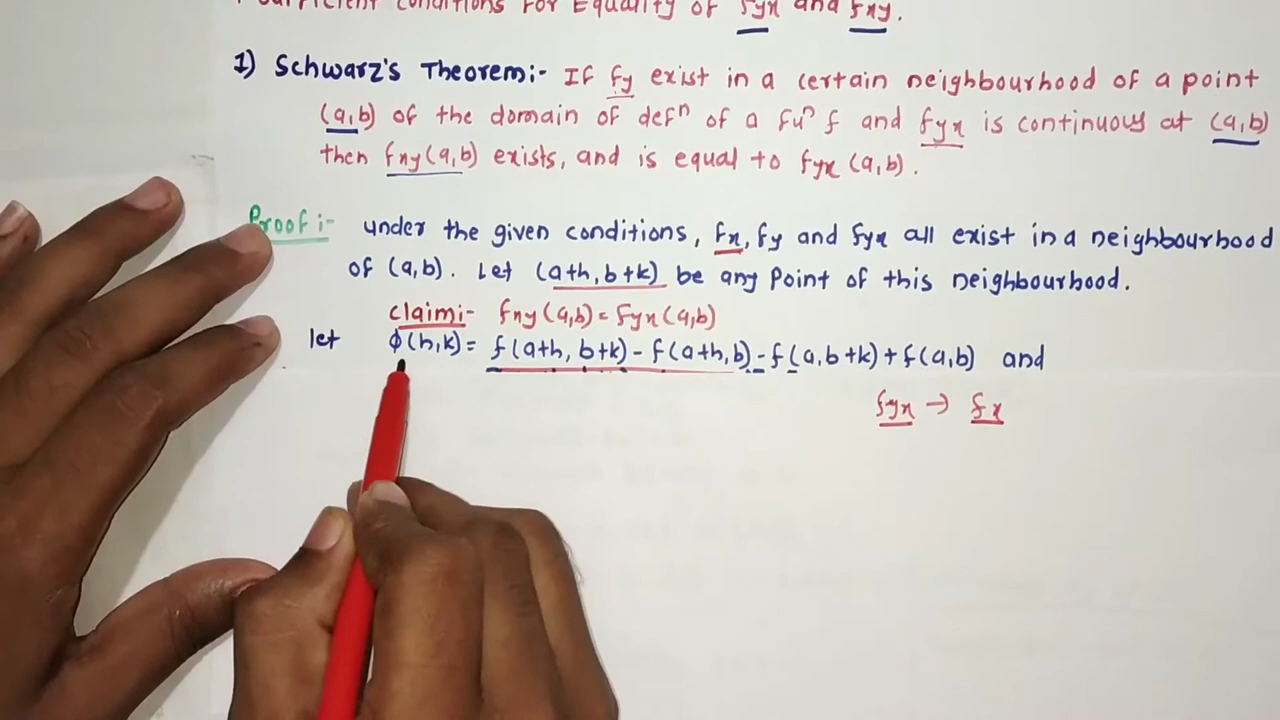 Sufficient conditions for Equality of fyx and fxy.
1) Schwarz's Theorem:- If fy exist in a certain neighbourhood of a point
(a,b) of the domain of defⁿ of a fuⁿ f and fyx is continuous at (a,b)
then fxy(a,b) exists, and is equal to fyx (a,b).
Proof:- under the given conditions, fx, fy and fyx all exist in a neighbourhood
of (a,b). Let (a+h, b+k) be any Point of this neighbourhood.
claim:- fxy(a,b) = fyx(a,b)
let ϕ(h,k) = f(a+h, b+k) - f(a+h, b) - f(a, b+k) + f(a,b) and
fyx → fx